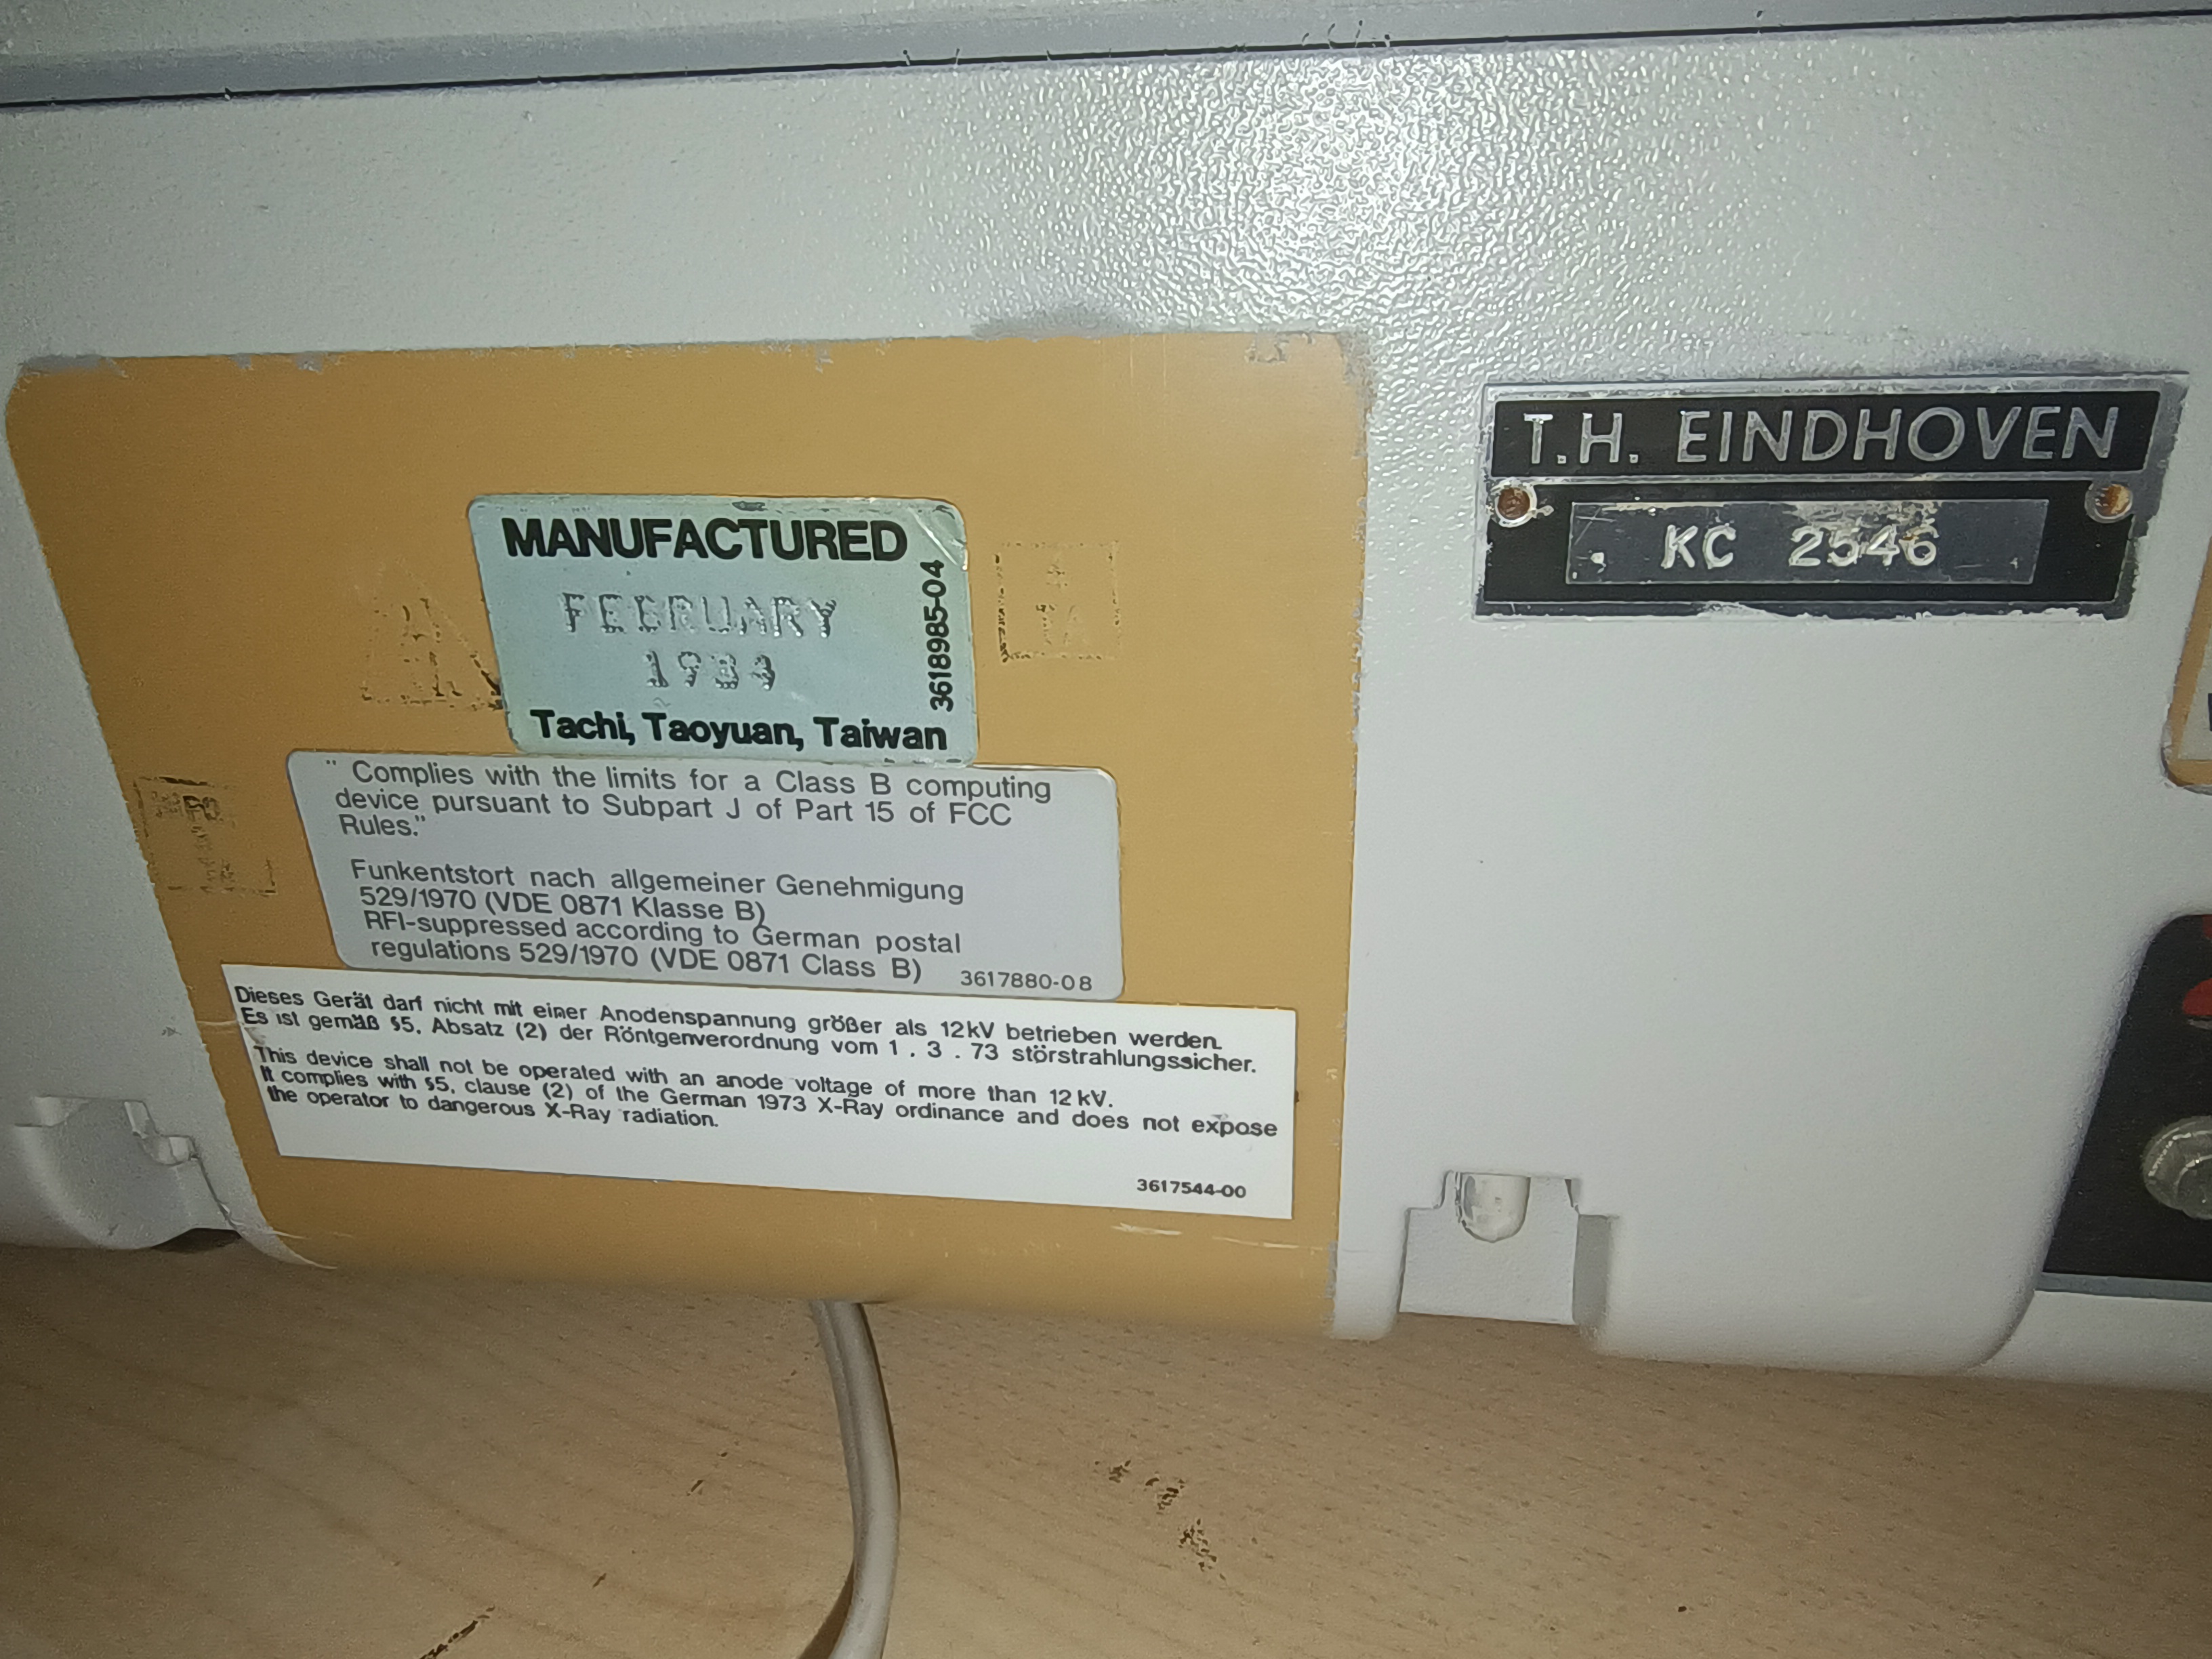 MANUFACTURED
FEBRUARY
1984
Tachi, Taoyuan, Taiwan
3618985-04
" Complies with the limits for a Class B computing
device pursuant to Subpart J of Part 15 of FCC
Rules."
Funkentstort nach allgemeiner Genehmigung
529/1970 (VDE 0871 Klasse B)
RFI-suppressed according to German postal
regulations 529/1970 (VDE 0871 Class B)
3617880-08
Dieses Gerät darf nicht mit einer Anodenspannung größer als 12kV betrieben werden.
Es ist gemäß §5, Absatz (2) der Röntgenverordnung vom 1 . 3 . 73 störstrahlungssicher.
This device shall not be operated with an anode voltage of more than 12 kV.
It complies with §5, clause (2) of the German 1973 X-Ray ordinance and does not expose
the operator to dangerous X-Ray radiation.
3617544-00
T.H. EINDHOVEN
KC 2546